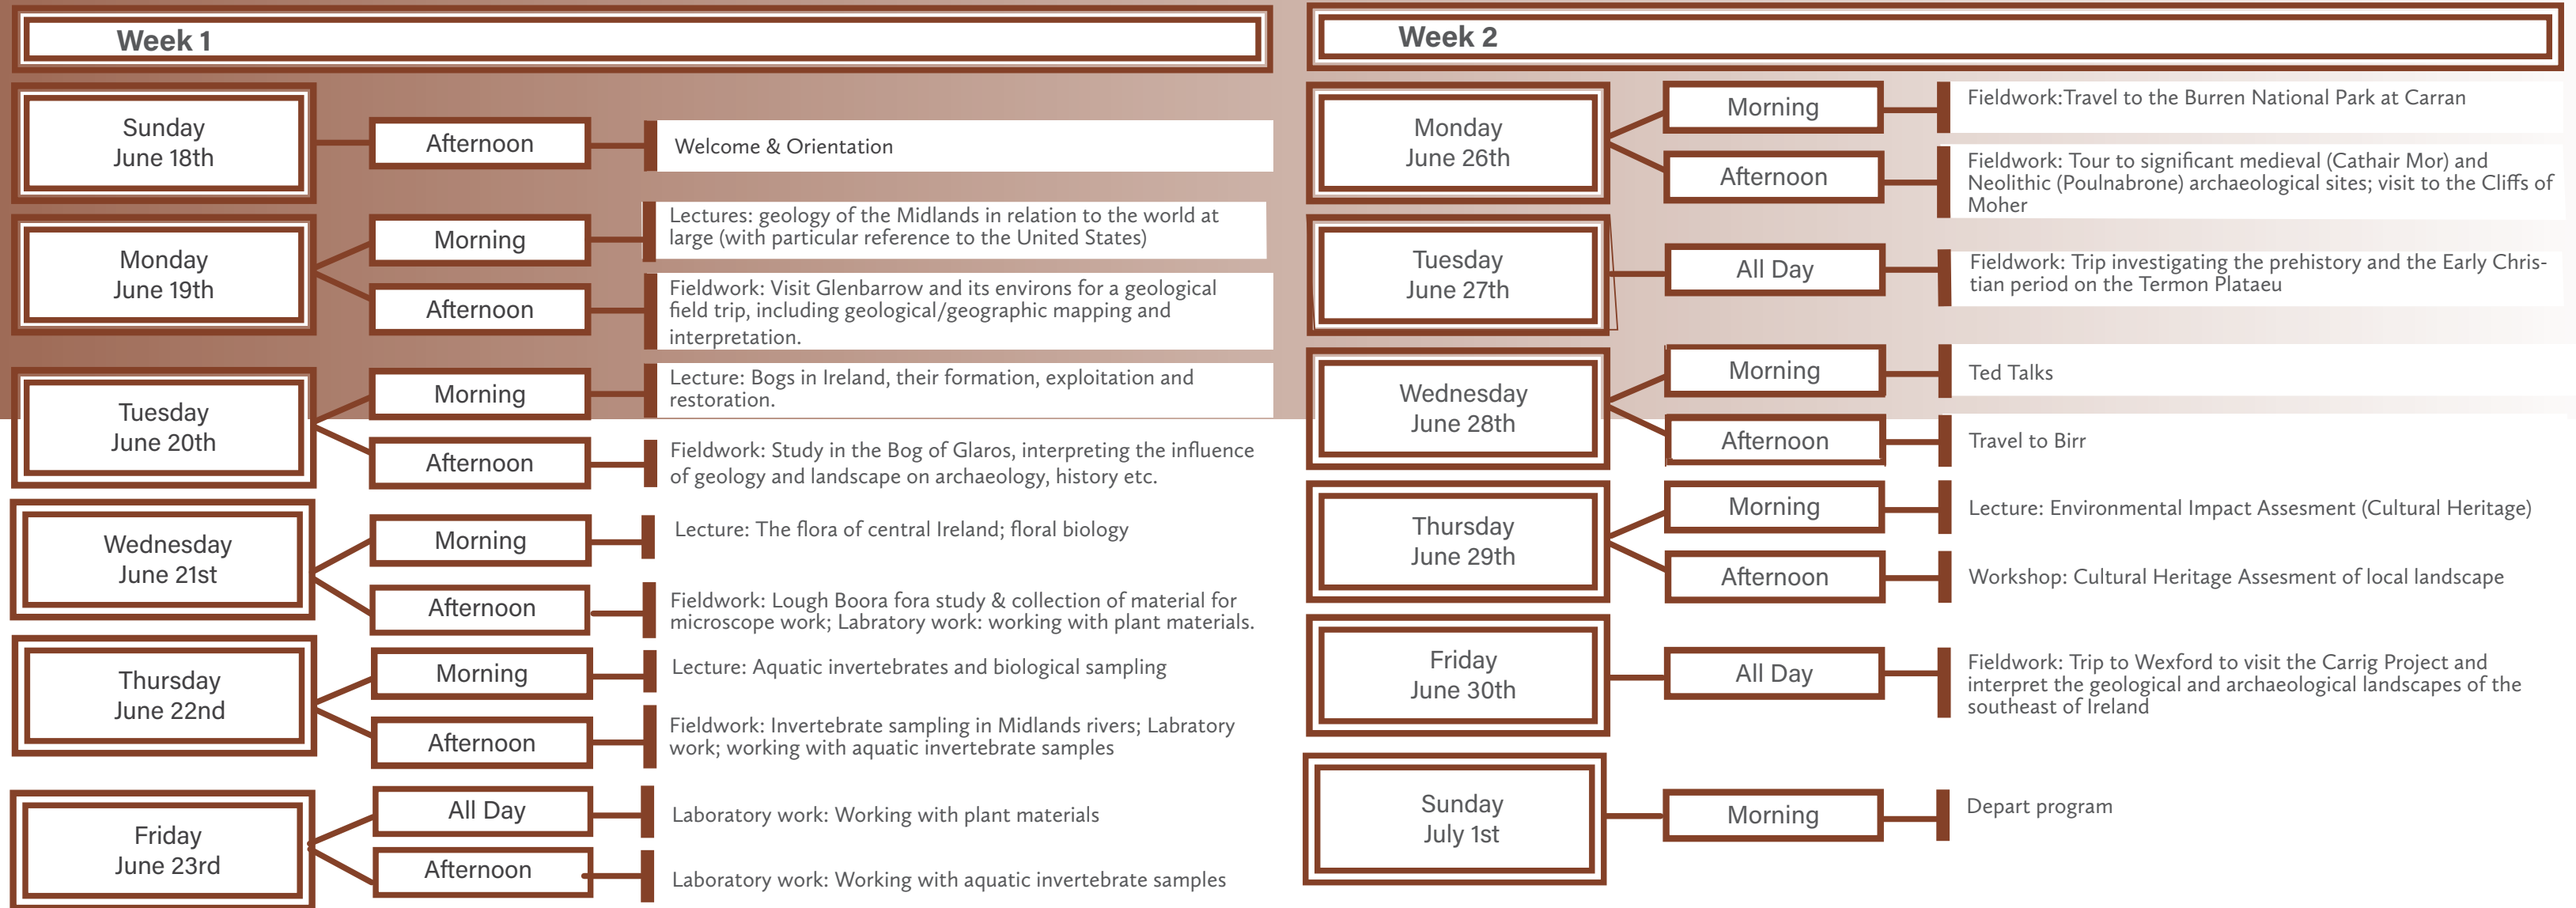 Week 1
Sunday
June 18th
Afternoon
Welcome & Orientation
Monday
June 19th
Morning
Lectures: geology of the Midlands in relation to the world at
large (with particular reference to the United States)
Afternoon
Fieldwork: Visit Glenbarrow and its environs for a geological
field trip, including geological/geographic mapping and
interpretation.
Tuesday
June 20th
Morning
Lecture: Bogs in Ireland, their formation, exploitation and
restoration.
Afternoon
Fieldwork: Study in the Bog of Glaros, interpreting the influence
of geology and landscape on archaeology, history etc.
Wednesday
June 21st
Morning
Lecture: The flora of central Ireland; floral biology
Afternoon
Fieldwork: Lough Boora fora study & collection of material for
microscope work; Labratory work: working with plant materials.
Thursday
June 22nd
Morning
Lecture: Aquatic invertebrates and biological sampling
Afternoon
Fieldwork: Invertebrate sampling in Midlands rivers; Labratory
work; working with aquatic invertebrate samples
Friday
June 23rd
All Day
Laboratory work: Working with plant materials
Afternoon
Laboratory work: Working with aquatic invertebrate samples
Week 2
Monday
June 26th
Morning
Fieldwork:Travel to the Burren National Park at Carran
Afternoon
Fieldwork: Tour to significant medieval (Cathair Mor) and
Neolithic (Poulnabrone) archaeological sites; visit to the Cliffs of
Moher
Tuesday
June 27th
All Day
Fieldwork: Trip investigating the prehistory and the Early Chris-
tian period on the Termon Plataeu
Wednesday
June 28th
Morning
Ted Talks
Afternoon
Travel to Birr
Thursday
June 29th
Morning
Lecture: Environmental Impact Assesment (Cultural Heritage)
Afternoon
Workshop: Cultural Heritage Assesment of local landscape
Friday
June 30th
All Day
Fieldwork: Trip to Wexford to visit the Carrig Project and
interpret the geological and archaeological landscapes of the
southeast of Ireland
Sunday
July 1st
Morning
Depart program